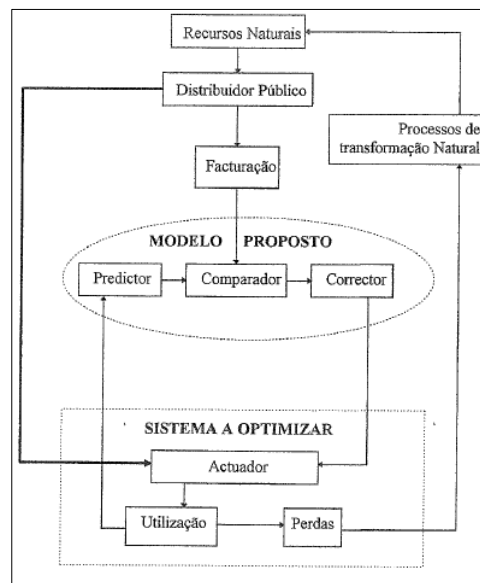 Recursos Naturais
Distribuidor Público
Processos de
transformação Natural
Facturação
MODELO PROPOSTO
Predictor
Comparador
Corrector
SISTEMA A OPTIMIZAR
Actuador
Utilização
Perdas